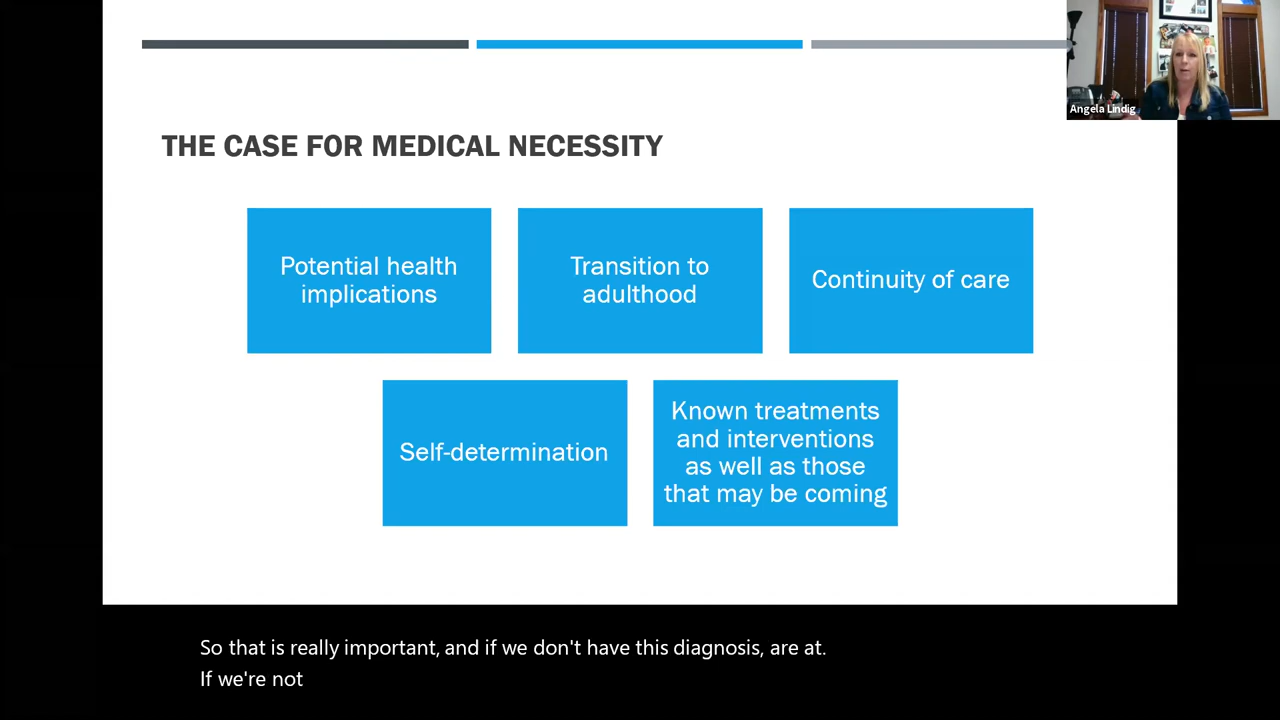 Angela Lindig
THE CASE FOR MEDICAL NECESSITY
Potential health
implications
Transition to
adulthood
Continuity of care
Self-determination
Known treatments
and interventions
as well as those
that may be coming
So that is really important, and if we don't have this diagnosis, are at.
If we're not